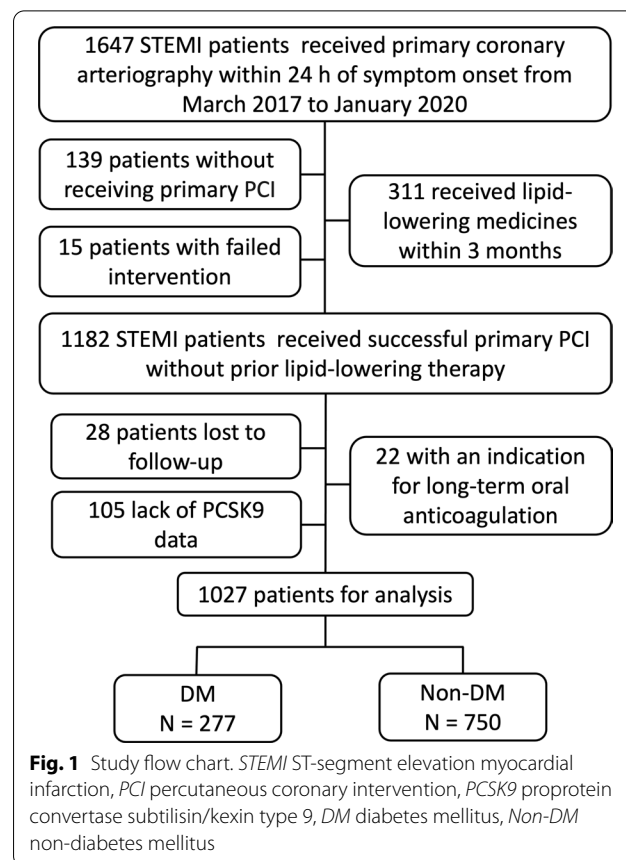 1647 STEMI patients received primary coronary
arteriography within 24 h of symptom onset from
March 2017 to January 2020
139 patients without
receiving primary PCI
311 received lipid-
lowering medicines
within 3 months
15 patients with failed
intervention
1182 STEMI patients received successful primary PCI
without prior lipid-lowering therapy
28 patients lost to
follow-up
22 with an indication
for long-term oral
anticoagulation
105 lack of PCSK9
data
1027 patients for analysis
DM
N = 277
Non-DM
N = 750
Fig. 1 Study flow chart. STEMI ST-segment elevation myocardial
infarction, PCI percutaneous coronary intervention, PCSK9 proprotein
convertase subtilisin/kexin type 9, DM diabetes mellitus, Non-DM
non-diabetes mellitus